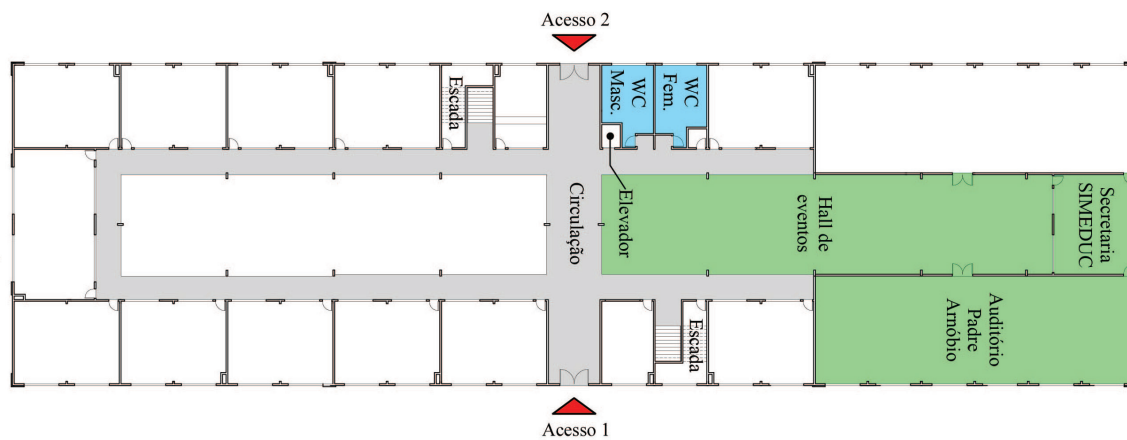 Acesso 2
Escada
WC
Masc.
WC
Fem.
Elevador
Circulação
Hall de
eventos
Secretaria
SIMEDUC
Auditório
Padre
Arnóbio
Escada
Acesso 1